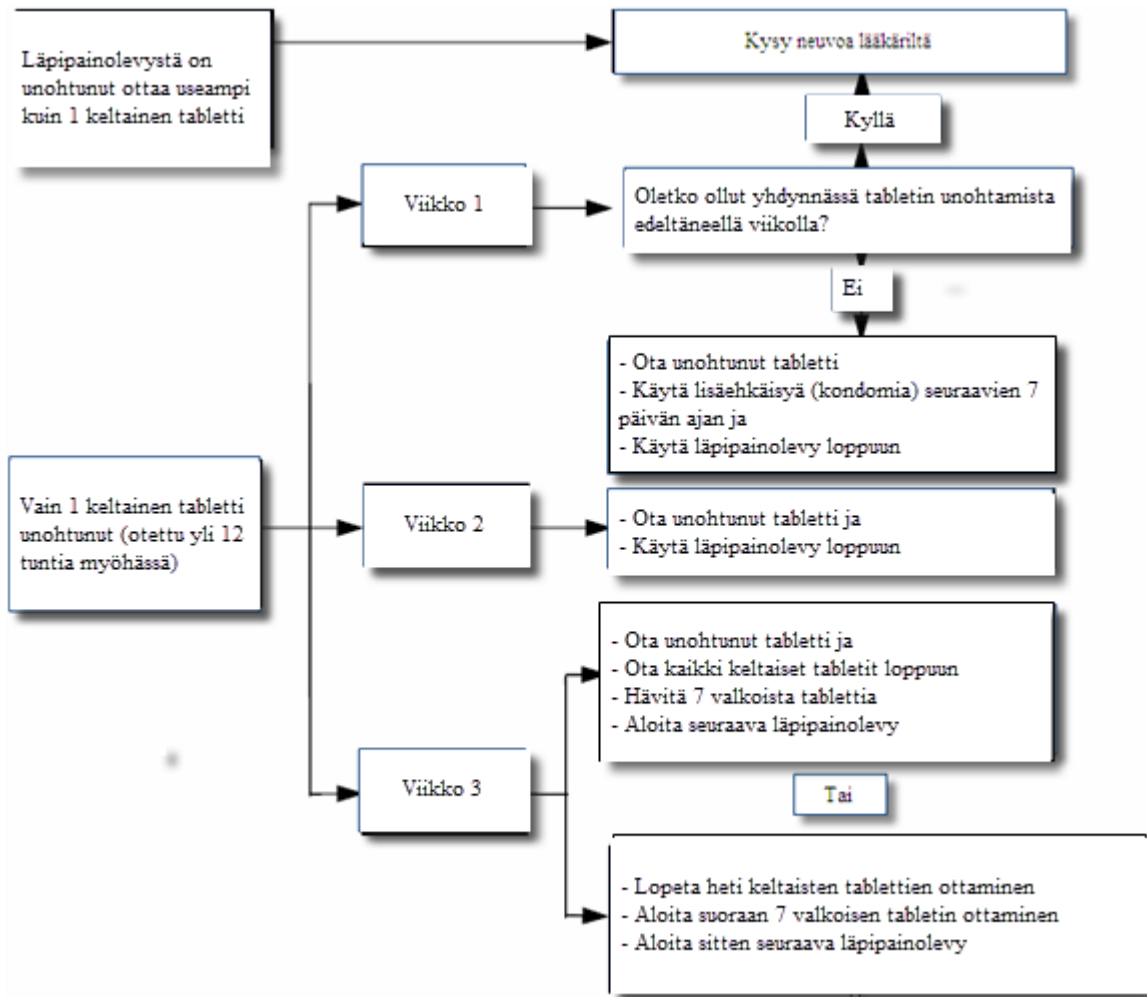 Läpipainolevystä on
unohtunut ottaa useampi
kuin 1 keltainen tabletti
Kysy neuvoa lääkäriltä
Kyllä
Viikko 1
Oletko ollut yhdynnässä tabletin unohtamista
edeltäneellä viikolla?
Ei
- Ota unohtunut tabletti
- Käytä lisäehkäisyä (kondomia) seuraavien 7
päivän ajan ja
- Käytä läpipainolevy loppuun
Vain 1 keltainen tabletti
unohtunut (otettu yli 12
tuntia myöhässä)
Viikko 2
- Ota unohtunut tabletti ja
- Käytä läpipainolevy loppuun
Viikko 3
- Ota unohtunut tabletti ja
- Ota kaikki keltaiset tabletit loppuun
- Hävitä 7 valkoista tablettia
- Aloita seuraava läpipainolevy
Tai
- Lopeta heti keltaisten tablettien ottaminen
- Aloita suoraan 7 valkoisen tabletin ottaminen
- Aloita sitten seuraava läpipainolevy